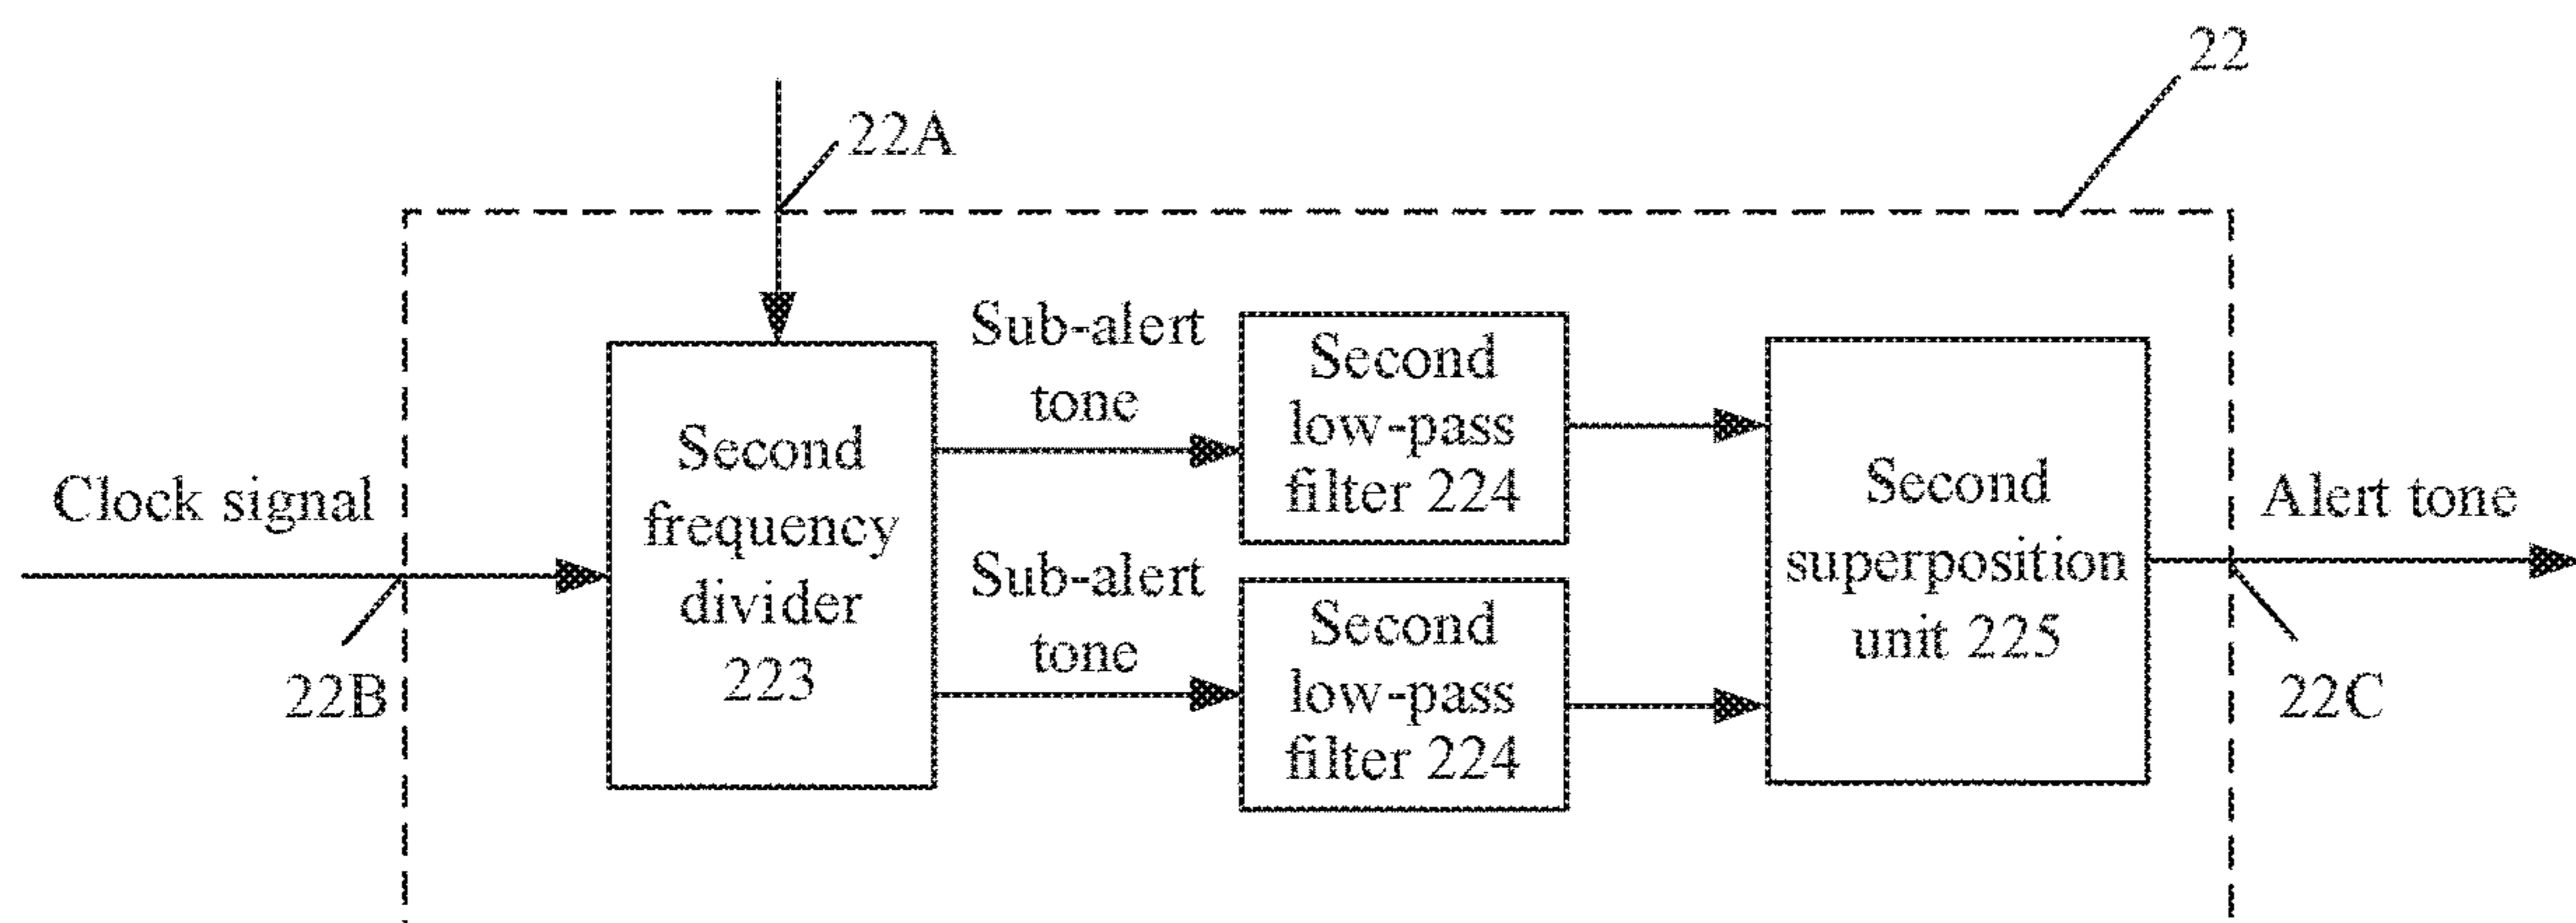 22
22A
Clock signal
22B
Second
frequency
divider
223
Sub-alert
tone
Sub-alert
tone
Second
low-pass
filter 224
Second
low-pass
filter 224
Second
superposition
unit 225
Alert tone
22C